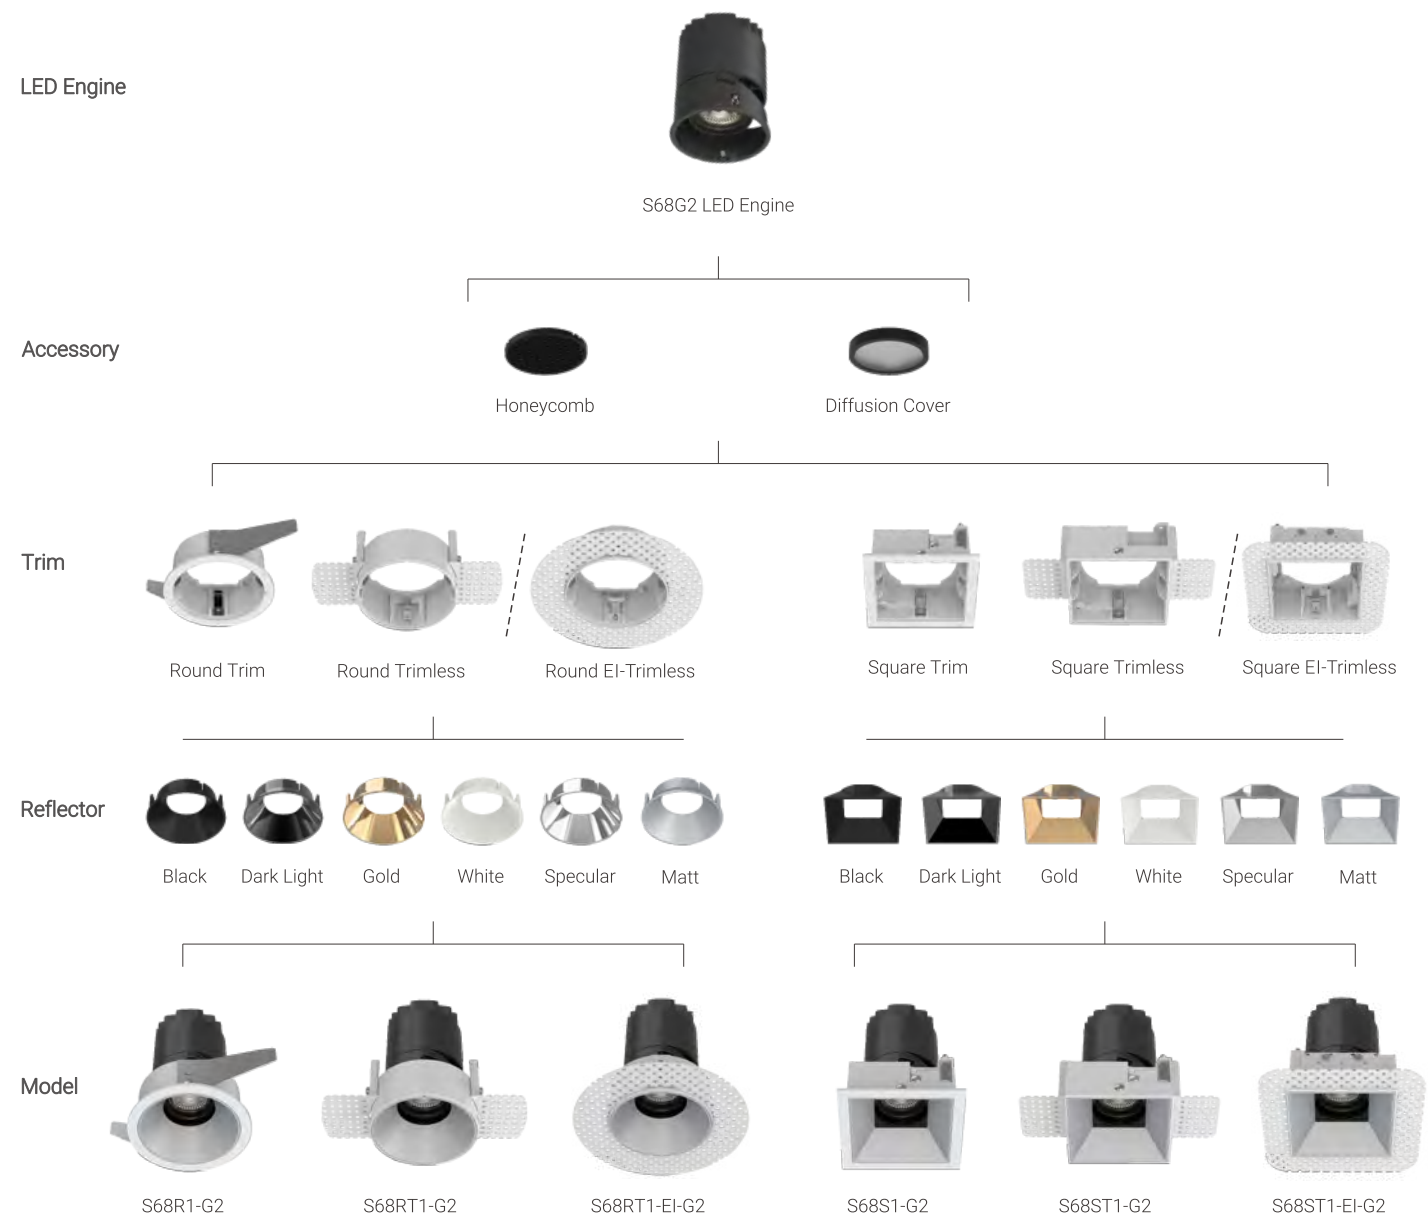 LED Engine
S68G2 LED Engine
Accessory
Honeycomb
Diffusion Cover
Trim
Round Trim
Round Trimless
Round EI-Trimless
Square Trim
Square Trimless
Square EI-Trimless
Reflector
Black
Dark Light
Gold
White
Specular
Matt
Black
Dark Light
Gold
White
Specular
Matt
Model
S68R1-G2
S68RT1-G2
S68RT1-EI-G2
S68S1-G2
S68ST1-G2
S68ST1-EI-G2